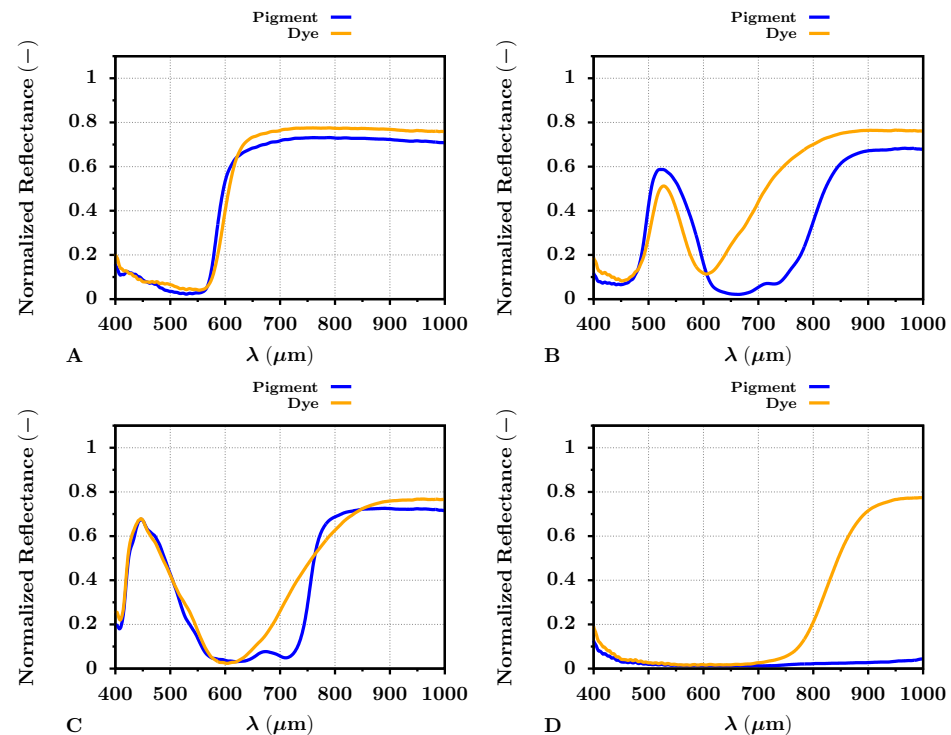 Pigment
Dye
Normalized Reflectance (−)
1
0.8
0.6
0.4
0.2
0
400 500 600 700 800 900 1000
A
λ (μm)
Pigment
Dye
Normalized Reflectance (−)
1
0.8
0.6
0.4
0.2
0
400 500 600 700 800 900 1000
B
λ (μm)
Pigment
Dye
Normalized Reflectance (−)
1
0.8
0.6
0.4
0.2
0
400 500 600 700 800 900 1000
C
λ (μm)
Pigment
Dye
Normalized Reflectance (−)
1
0.8
0.6
0.4
0.2
0
400 500 600 700 800 900 1000
D
λ (μm)